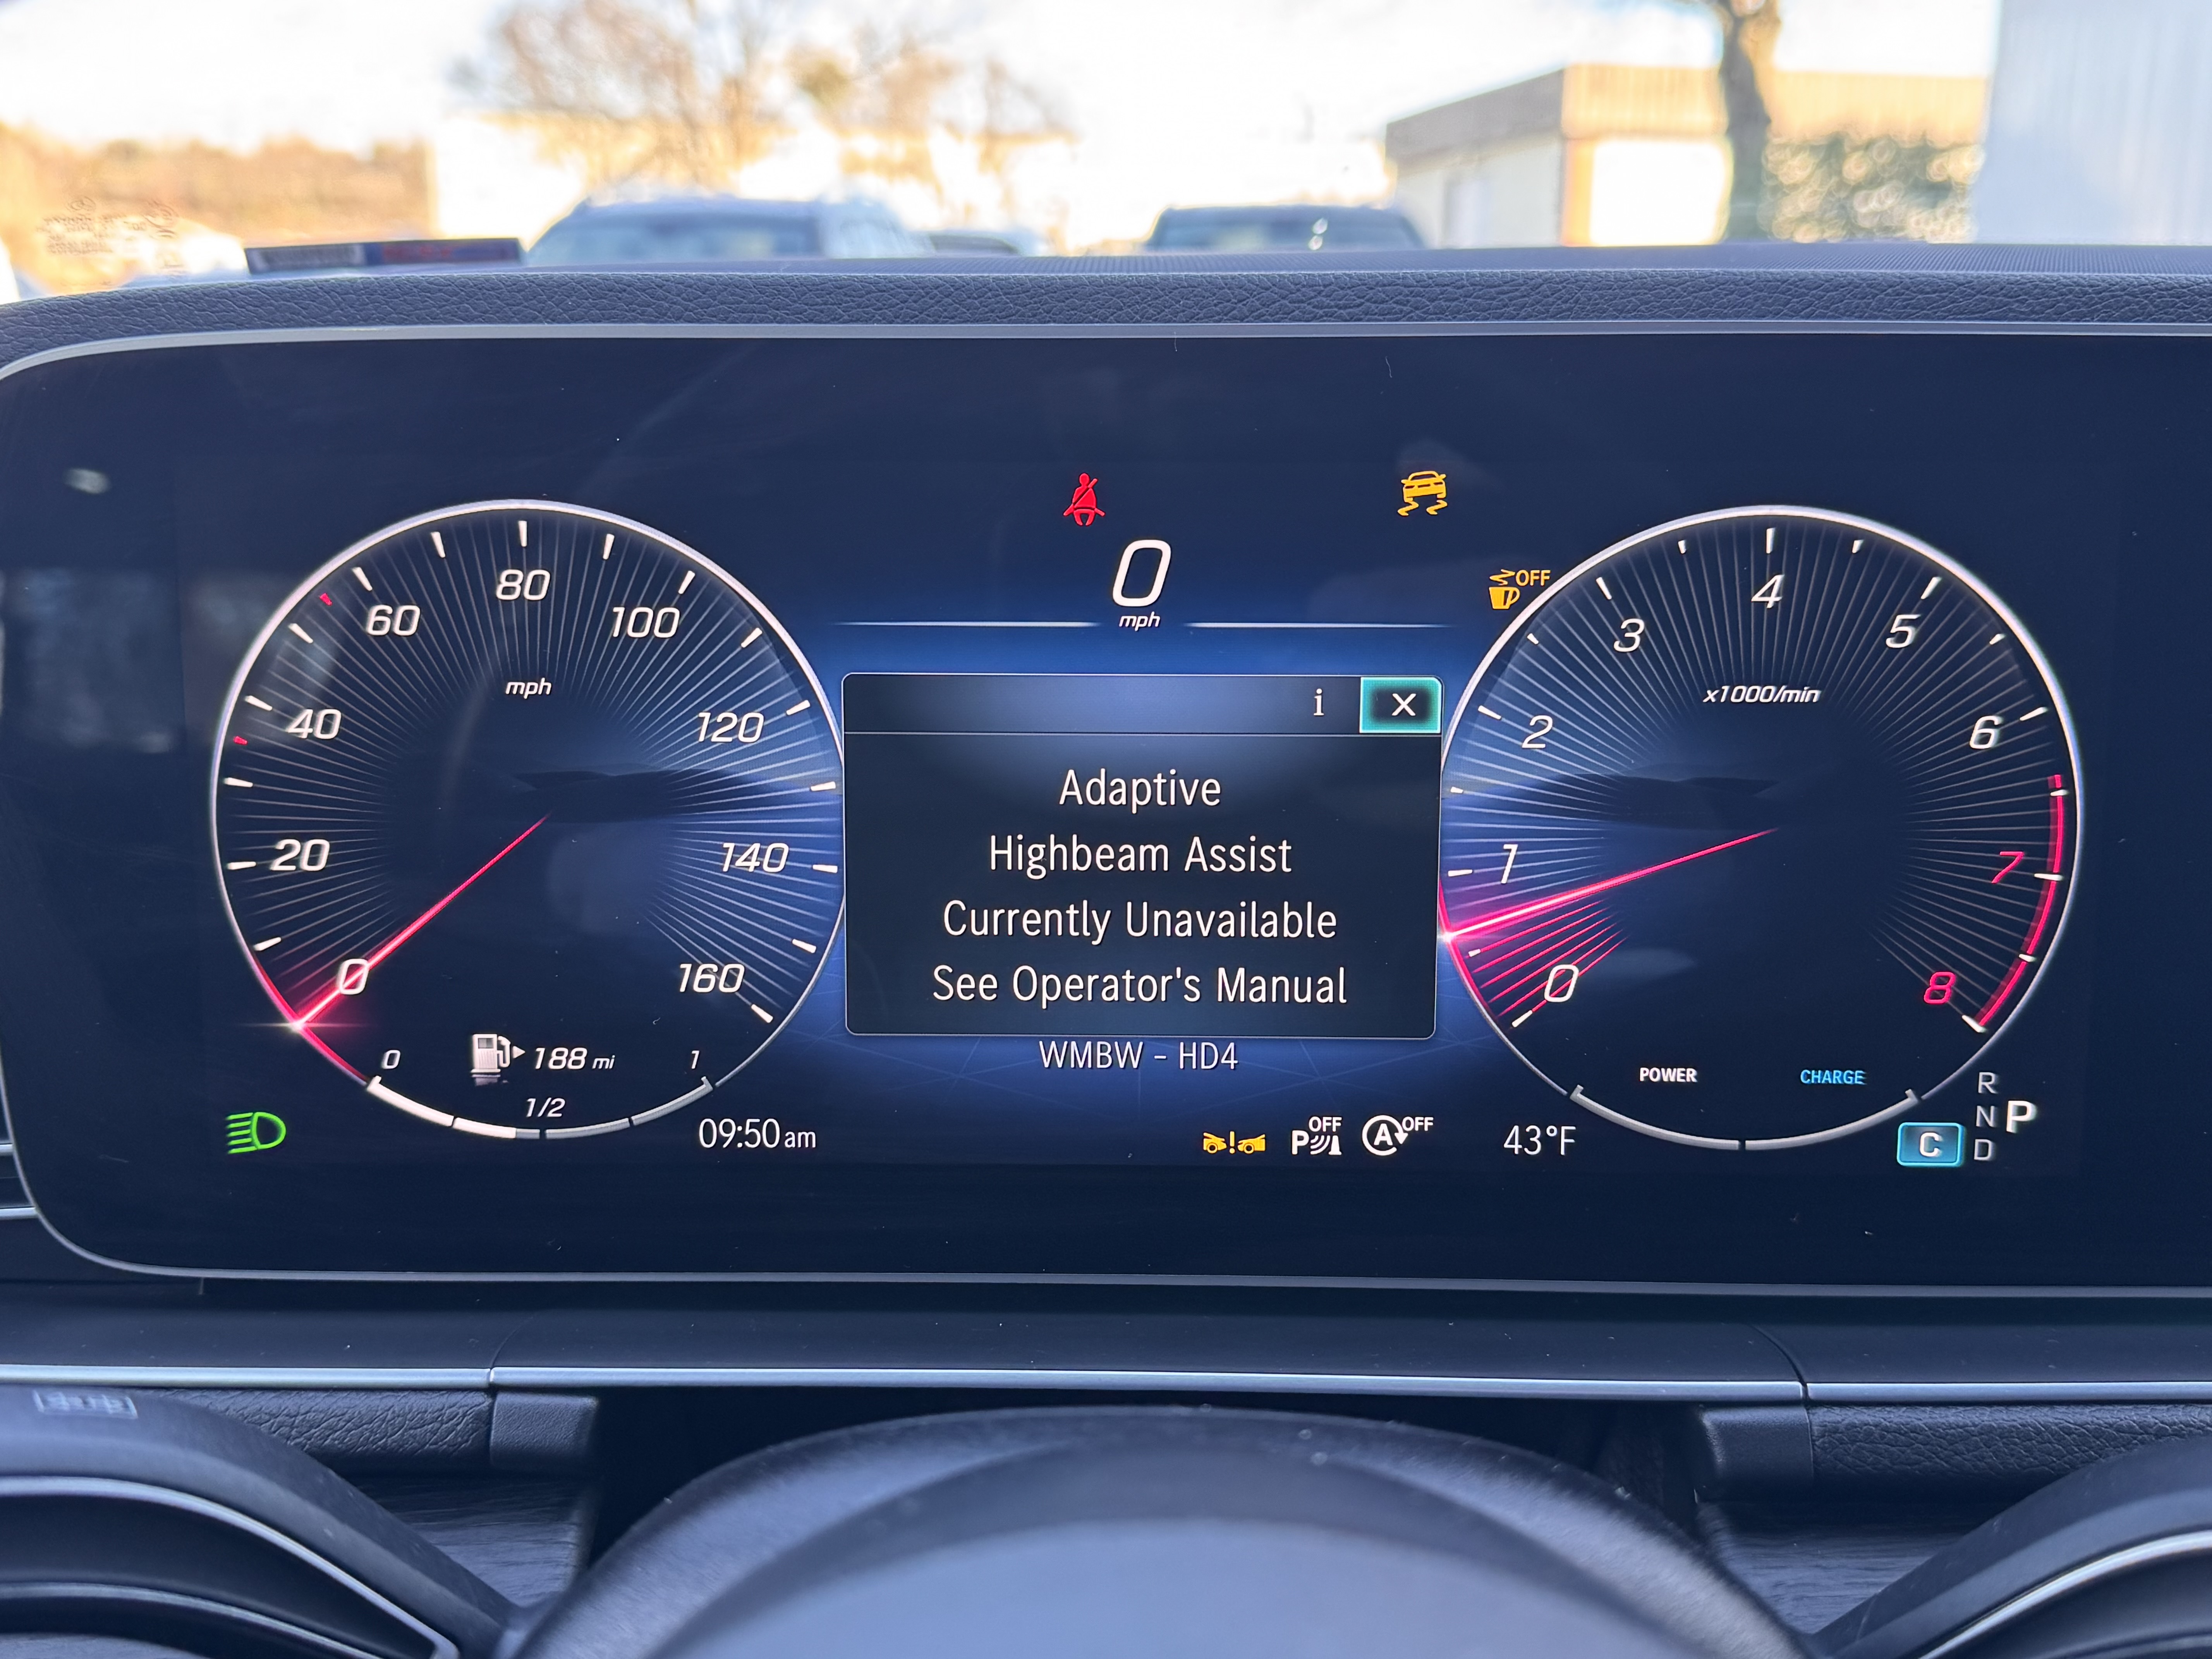 0
mph
OFF
20
40
60
80
100
120
140
160
0
mph
0
188 mi
1
1/2
i X
Adaptive
Highbeam Assist
Currently Unavailable
See Operator's Manual
WMBW - HD4
0
1
2
3
4
5
6
7
8
x1000/min
POWER
CHARGE
09:50 am
P OFF
A OFF
43°F
R
N P
C D